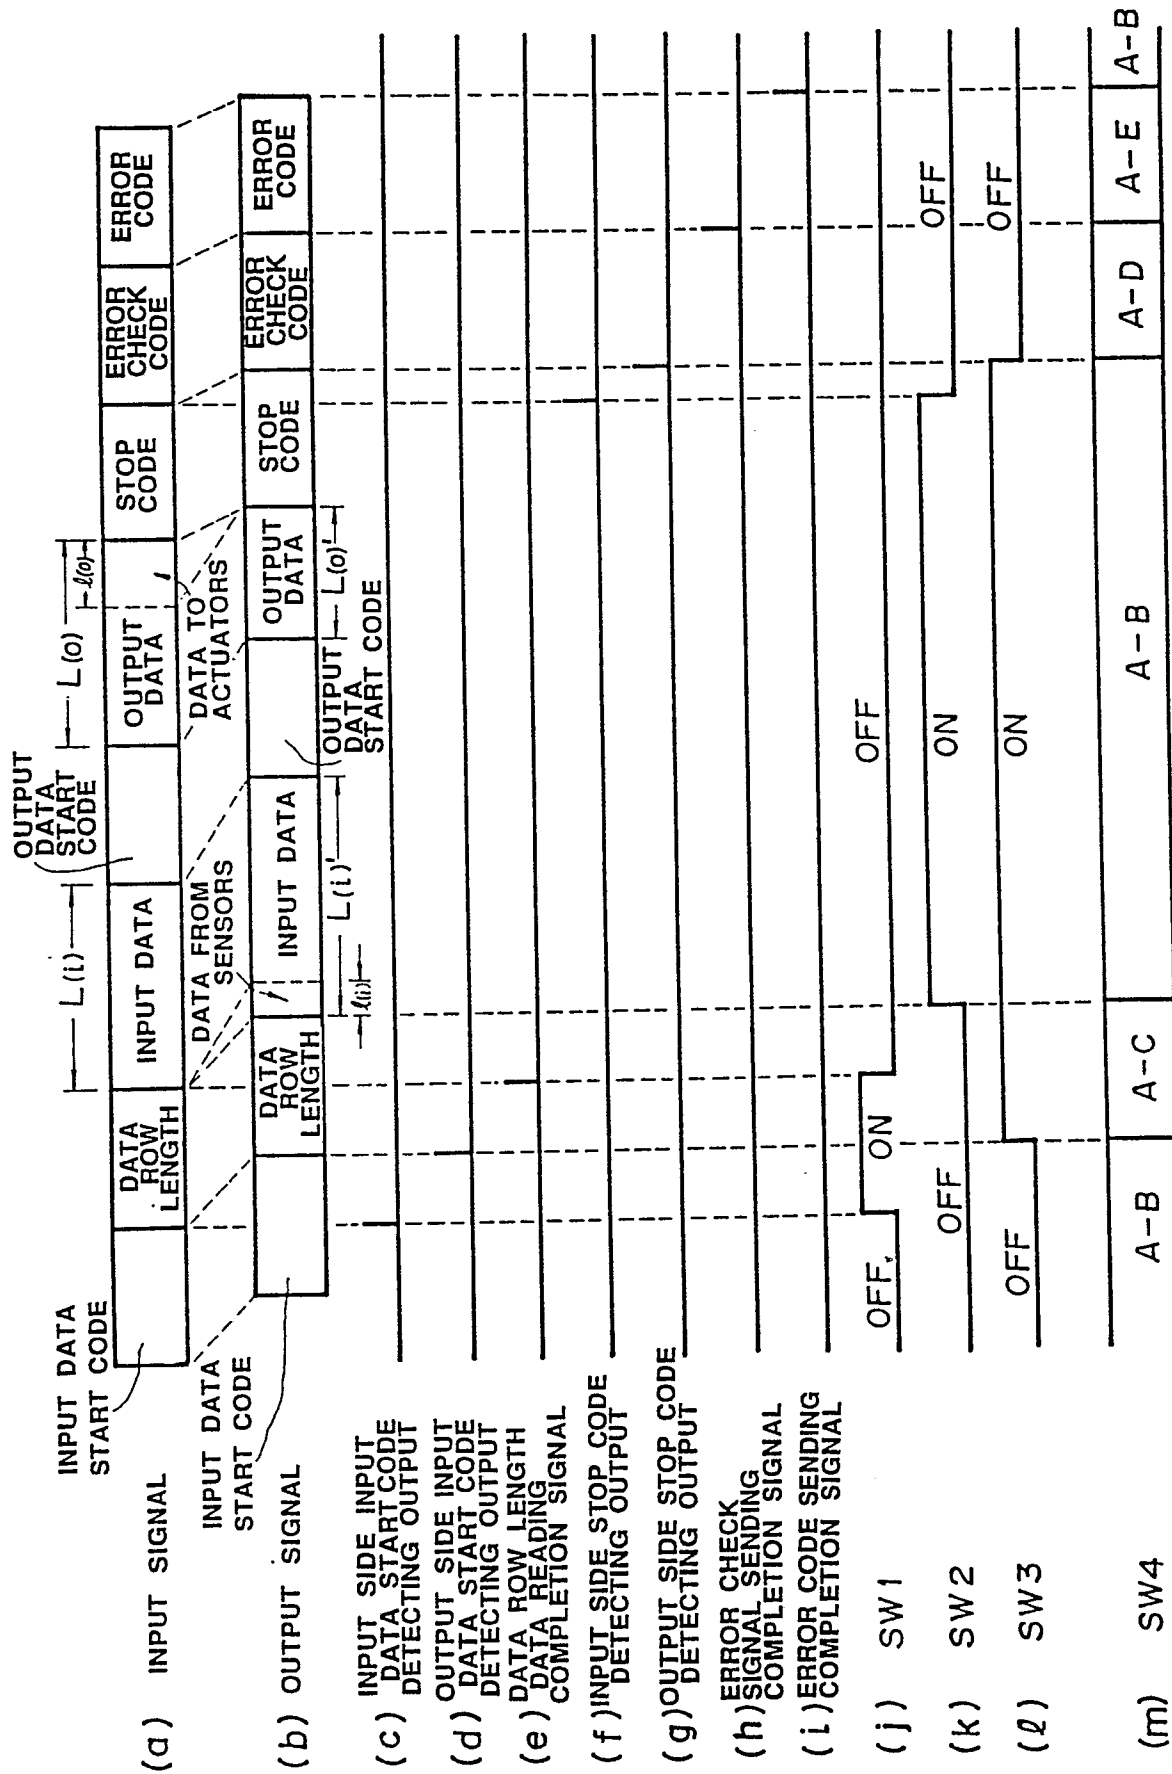 INPUT DATA
START CODE
OUTPUT
DATA
START
CODE
L(i)
L(o)
ℓ(o)
(a) INPUT SIGNAL
DATA
ROW
LENGTH
INPUT DATA
OUTPUT
DATA
STOP
CODE
ERROR
CHECK
CODE
ERROR
CODE
INPUT DATA
START CODE
DATA FROM
SENSORS
DATA TO
ACTUATORS
(b) OUTPUT SIGNAL
DATA
ROW
LENGTH
INPUT DATA
OUTPUT
DATA
STOP
CODE
ERROR
CHECK
CODE
ERROR
CODE
ℓ(i)
L(i)'
OUTPUT
DATA
START CODE
L(o)'
(c) INPUT SIDE INPUT
DATA START CODE
DETECTING OUTPUT
(d) OUTPUT SIDE INPUT
DATA START CODE
DETECTING OUTPUT
(e) DATA ROW LENGTH
DATA READING
COMPLETION SIGNAL
(f) INPUT SIDE STOP CODE
DETECTING OUTPUT
(g) OUTPUT SIDE STOP CODE
DETECTING OUTPUT
(h) ERROR CHECK
SIGNAL SENDING
COMPLETION SIGNAL
(i) ERROR CODE SENDING
COMPLETION SIGNAL
(j) SW1 OFF ON OFF
(k) SW2 OFF ON OFF
(ℓ) SW3 OFF ON OFF
(m) SW4 A-B A-C A-B A-D A-E A-B